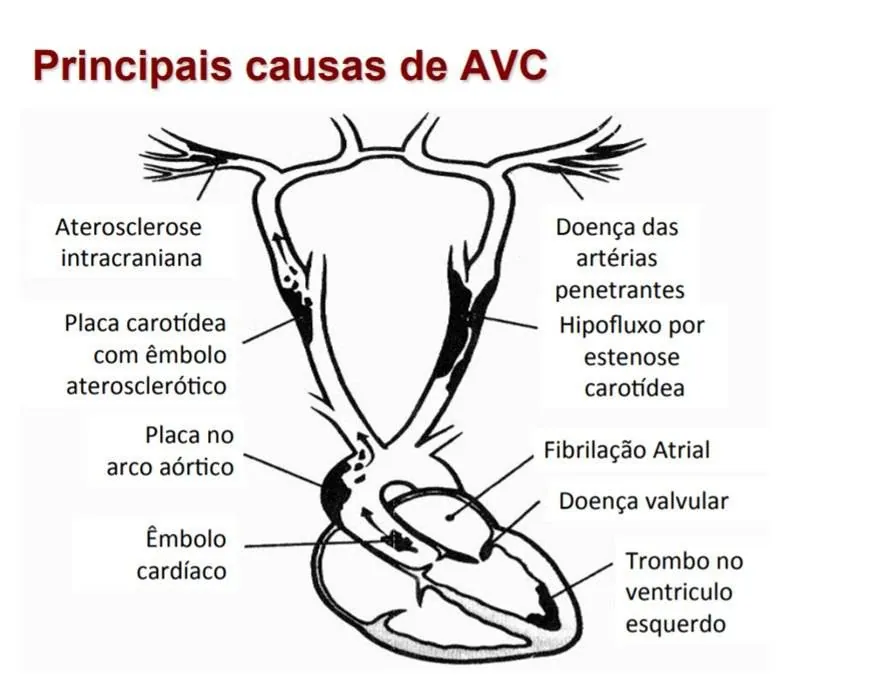 Principais causas de AVC
Aterosclerose
intracraniana
Placa carotídea
com êmbolo
aterosclerótico
Placa no
arco aórtico
Êmbolo
cardíaco
Doença das
artérias
penetrantes
Hipofluxo por
estenose
carotídea
Fibrilação Atrial
Doença valvular
Trombo no
ventriculo
esquerdo